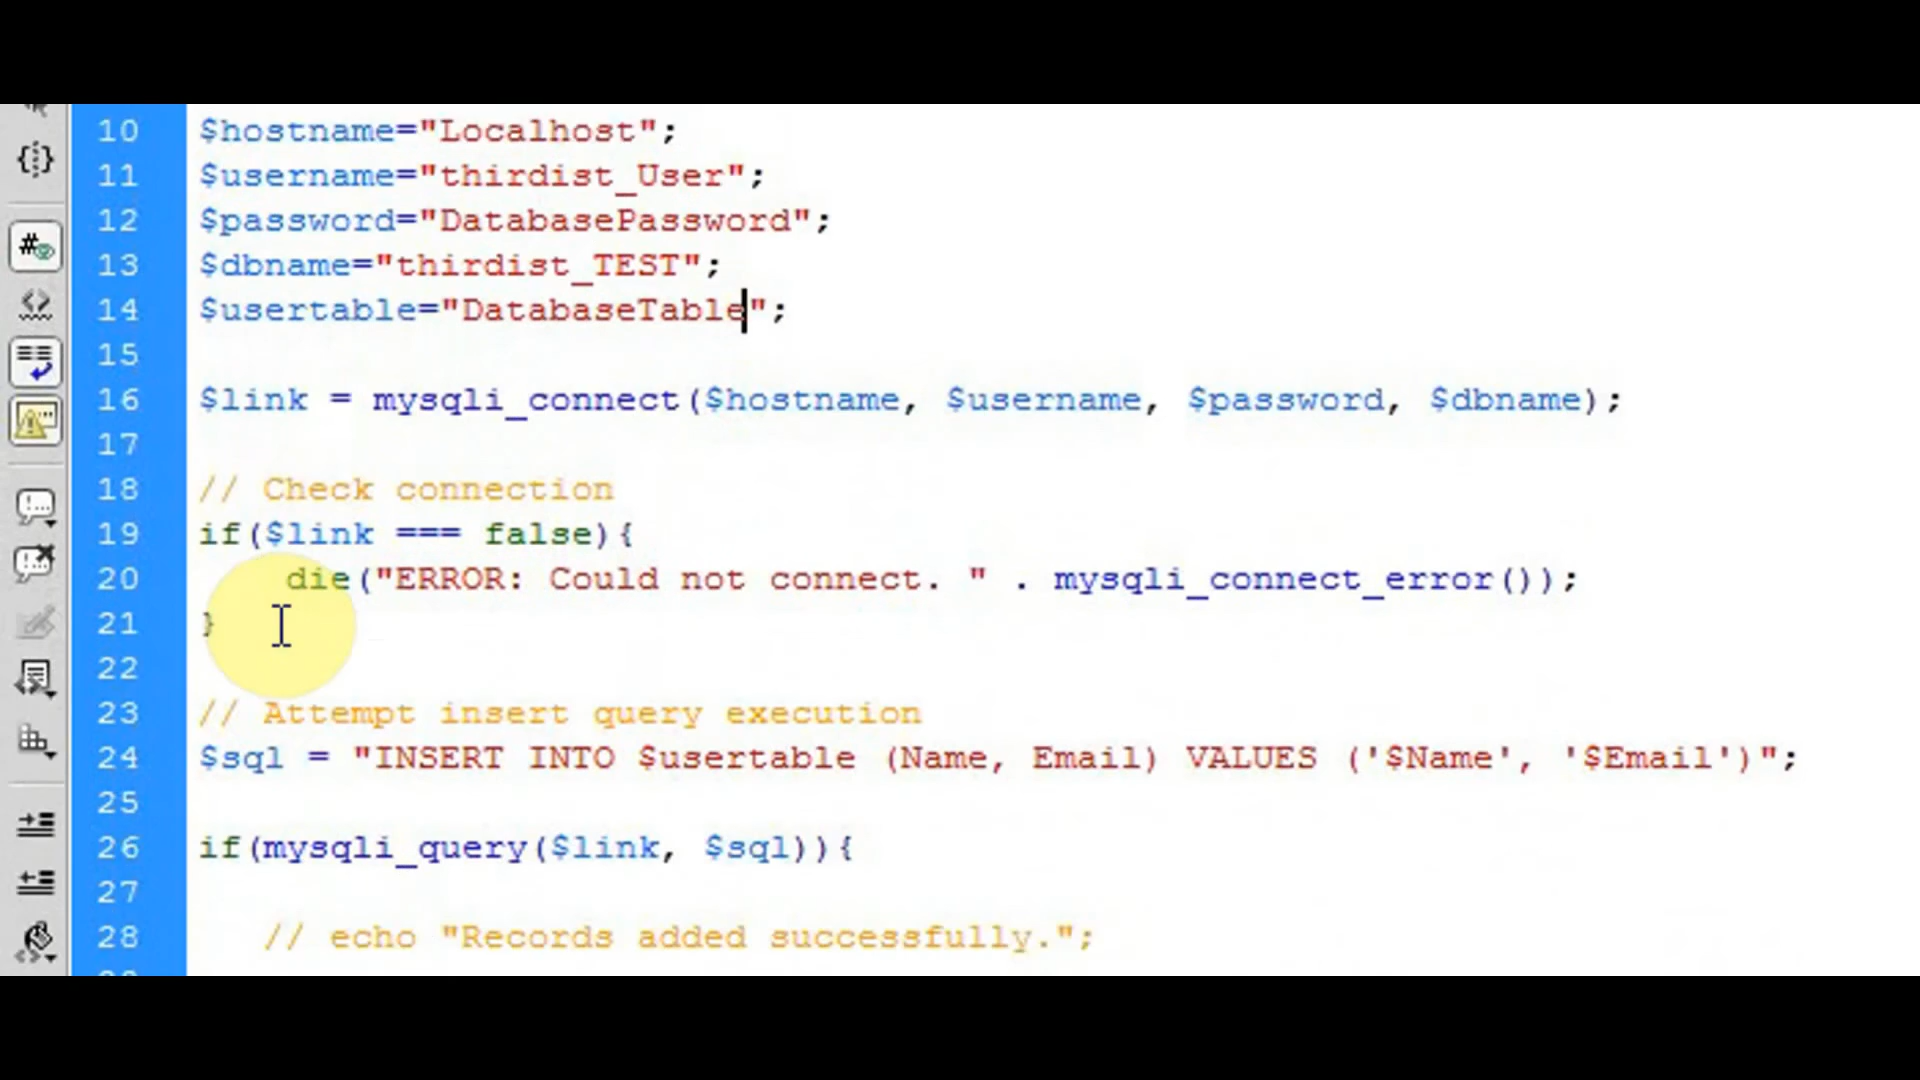 10 $hostname="Localhost";
11 $username="thirdist_User";
12 $password="DatabasePassword";
13 $dbname="thirdist_TEST";
14 $usertable="DatabaseTable";
15
16 $link = mysqli_connect($hostname, $username, $password, $dbname);
17
18 // Check connection
19 if($link === false){
20 die("ERROR: Could not connect. " . mysqli_connect_error());
21 }
22
23 // Attempt insert query execution
24 $sql = "INSERT INTO $usertable (Name, Email) VALUES ('$Name', '$Email')";
25
26 if(mysqli_query($link, $sql)){
27
28 // echo "Records added successfully.";